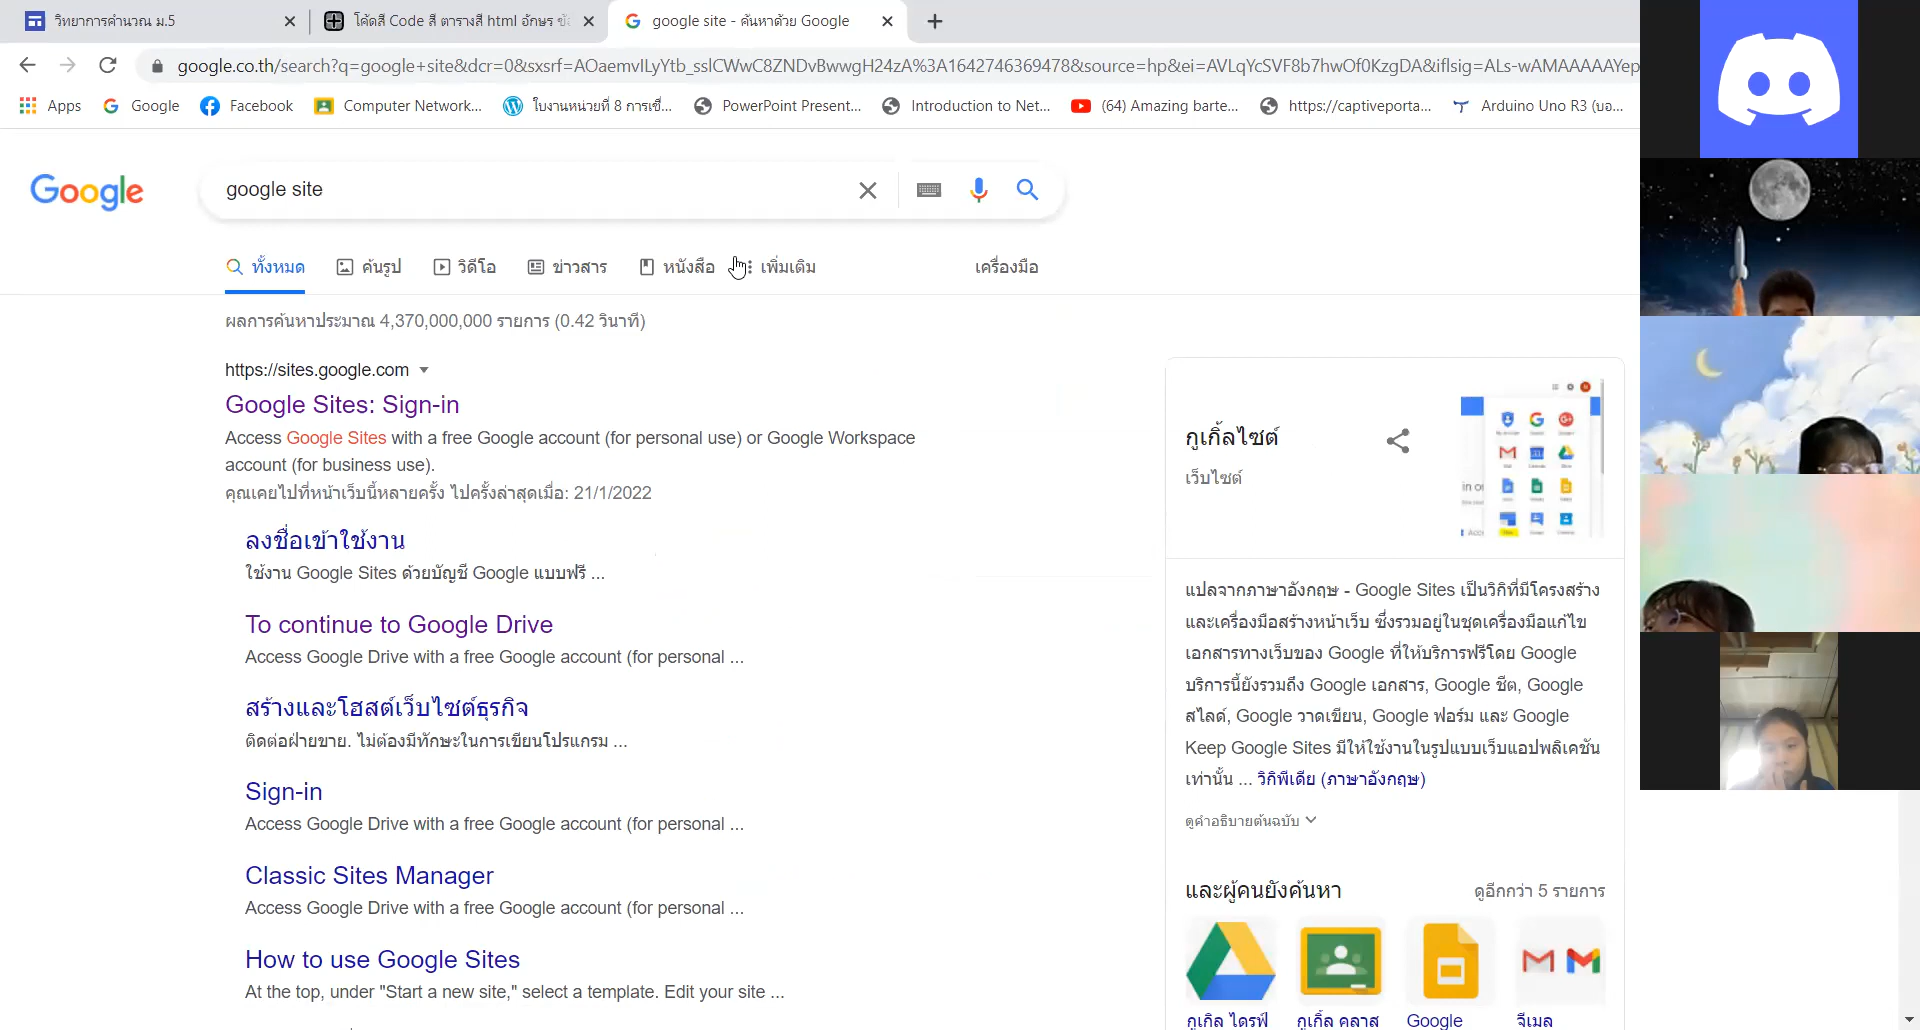 วิทยาการคำนวณ ม.5
โค้ดสี Code สี ตารางสี html อักษร
google site - ค้นหาด้วย Google
google.co.th/search?q=google+site&dcr=0&sxsrf=AOaemvILyYtb_sslCWwC8ZNDvBwwgH24zA%3A1642746369478&source=hp&ei=AVLqYcSVF8b7hwOf0KzgDA&iflsig=ALs-wAMAAAAAYep
Apps
Google
Facebook
Computer Network...
ใบงานหน่วยที่ 8 การเชื่...
PowerPoint Present...
Introduction to Net...
(64) Amazing barte...
https://captiveporta...
Arduino Uno R3 (บอ...
Google
google site
ทั้งหมด
ค้นรูป
วิดีโอ
ข่าวสาร
หนังสือ
เพิ่มเติม
เครื่องมือ
ผลการค้นหาประมาณ 4,370,000,000 รายการ (0.42 วินาที)
https://sites.google.com
Google Sites: Sign-in
Access Google Sites with a free Google account (for personal use) or Google Workspace
account (for business use).
คุณเคยไปที่หน้าเว็บนี้หลายครั้ง ไปครั้งล่าสุดเมื่อ: 21/1/2022
ลงชื่อเข้าใช้งาน
ใช้งาน Google Sites ด้วยบัญชี Google แบบฟรี ...
To continue to Google Drive
Access Google Drive with a free Google account (for personal ...
สร้างและโฮสต์เว็บไซต์ธุรกิจ
ติดต่อฝ่ายขาย. ไม่ต้องมีทักษะในการเขียนโปรแกรม ...
Sign-in
Access Google Drive with a free Google account (for personal ...
Classic Sites Manager
Access Google Drive with a free Google account (for personal ...
How to use Google Sites
At the top, under "Start a new site," select a template. Edit your site ...
กูเกิ้ลไซต์
เว็บไซต์
แปลจากภาษาอังกฤษ - Google Sites เป็นวิกิที่มีโครงสร้าง
และเครื่องมือสร้างหน้าเว็บ ซึ่งรวมอยู่ในชุดเครื่องมือแก้ไข
เอกสารทางเว็บของ Google ที่ให้บริการฟรีโดย Google
บริการนี้ยังรวมถึง Google เอกสาร, Google ชีต, Google
สไลด์, Google วาดเขียน, Google ฟอร์ม และ Google
Keep Google Sites มีให้ใช้งานในรูปแบบเว็บแอปพลิเคชัน
เท่านั้น ... วิกิพีเดีย (ภาษาอังกฤษ)
ดูคำอธิบายต้นฉบับ
และผู้คนยังค้นหา
ดูอีกกว่า 5 รายการ
กูเกิล ไดรฟ์
กูเกิ้ล คลาส
Google
จีเมล